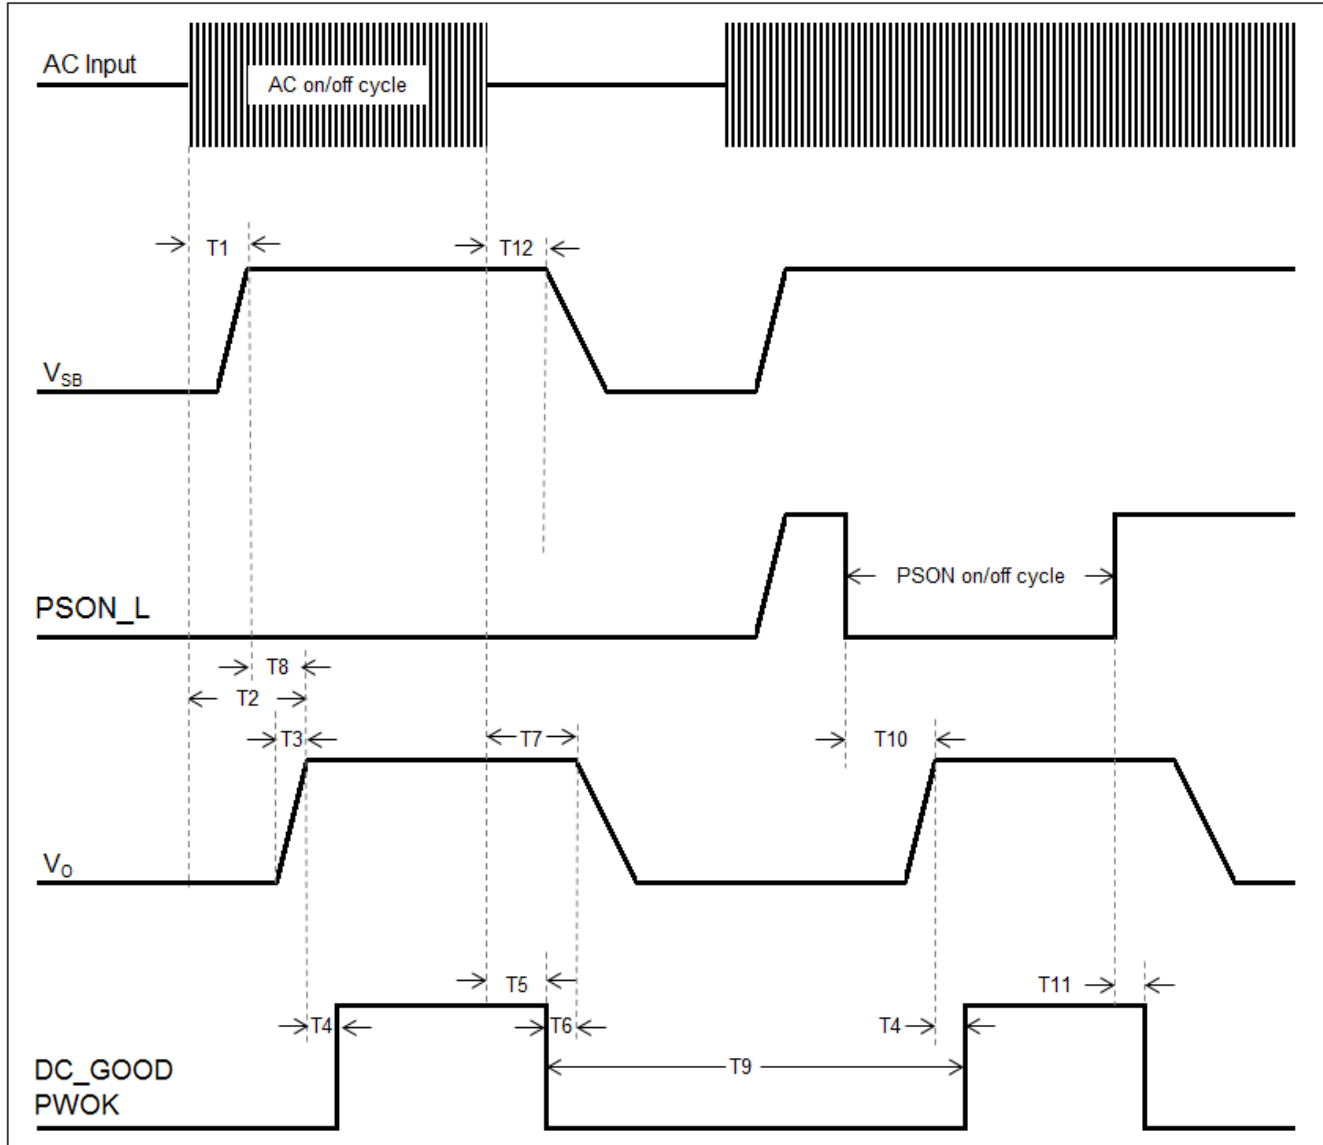 AC Input
AC on/off cycle
T1
T12
VSB
PSON on/off cycle
PSON_L
T8
T2
T3
T7
T10
VO
T5
T11
T4
T6
T4
T9
DC_GOOD
PWOK